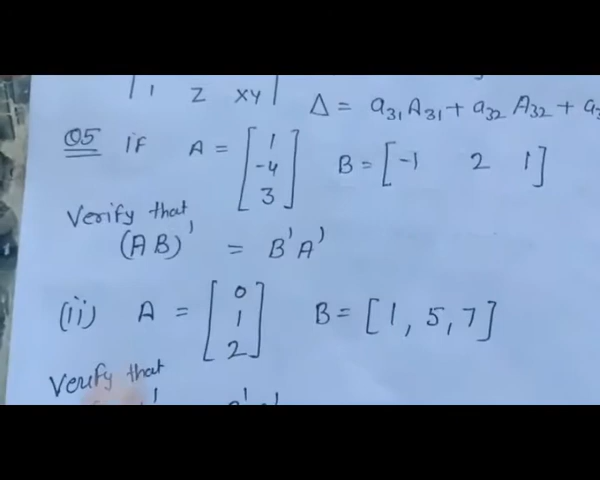 1 z xy |
Δ = a31 A31 + a32 A32 + a3
Q5 IF A = [ 1 -4 3 ] B = [ -1 2 1 ]
Verify that
(AB)' = B'A'
(ii) A = [ 0 1 2 ] B = [ 1, 5, 7 ]
Verify that